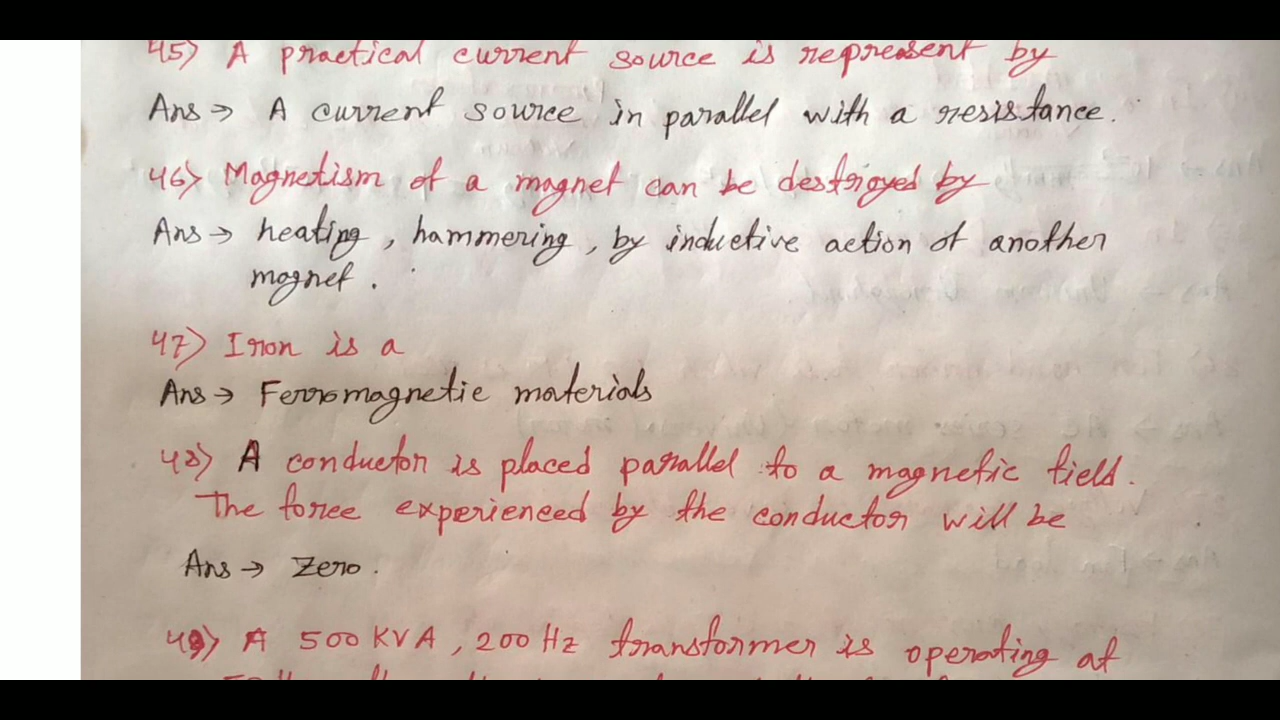 45) A practical current source is represent by
Ans → A current source in parallel with a resistance.
46) Magnetism of a magnet can be destroyed by
Ans → heating, hammering, by inductive action of another
magnet.
47) Iron is a
Ans → Ferromagnetic materials
48) A conductor is placed parallel to a magnetic field.
The force experienced by the conductor will be
Ans → Zero.
49) A 500 KVA, 200 Hz transformer is operating at